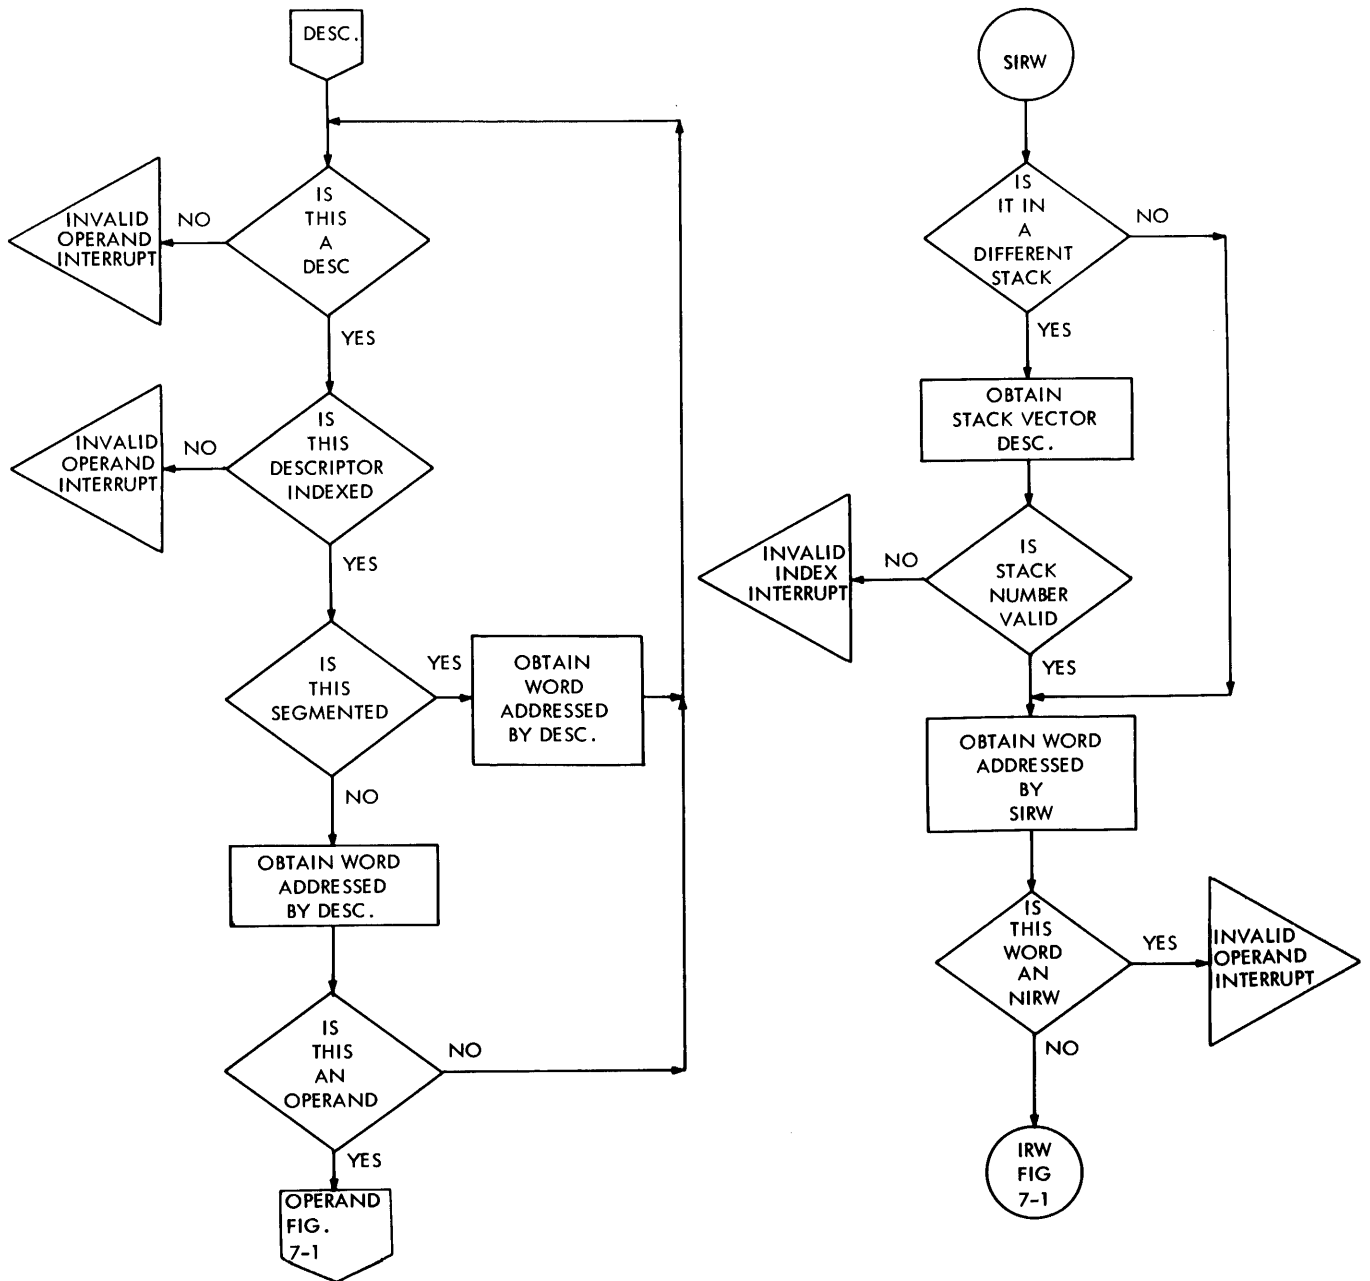 DESC.
IS
THIS
A
DESC
NO
INVALID
OPERAND
INTERRUPT
YES
IS
THIS
DESCRIPTOR
INDEXED
NO
INVALID
OPERAND
INTERRUPT
YES
IS
THIS
SEGMENTED
YES
OBTAIN
WORD
ADDRESSED
BY DESC.
NO
OBTAIN WORD
ADDRESSED
BY DESC.
IS
THIS
AN
OPERAND
NO
YES
OPERAND
FIG.
7-1
SIRW
IS
IT IN
A
DIFFERENT
STACK
NO
YES
OBTAIN
STACK VECTOR
DESC.
IS
STACK
NUMBER
VALID
NO
INVALID
INDEX
INTERRUPT
YES
OBTAIN WORD
ADDRESSED
BY
SIRW
IS
THIS
WORD
AN
NIRW
YES
INVALID
OPERAND
INTERRUPT
NO
IRW
FIG
7-1